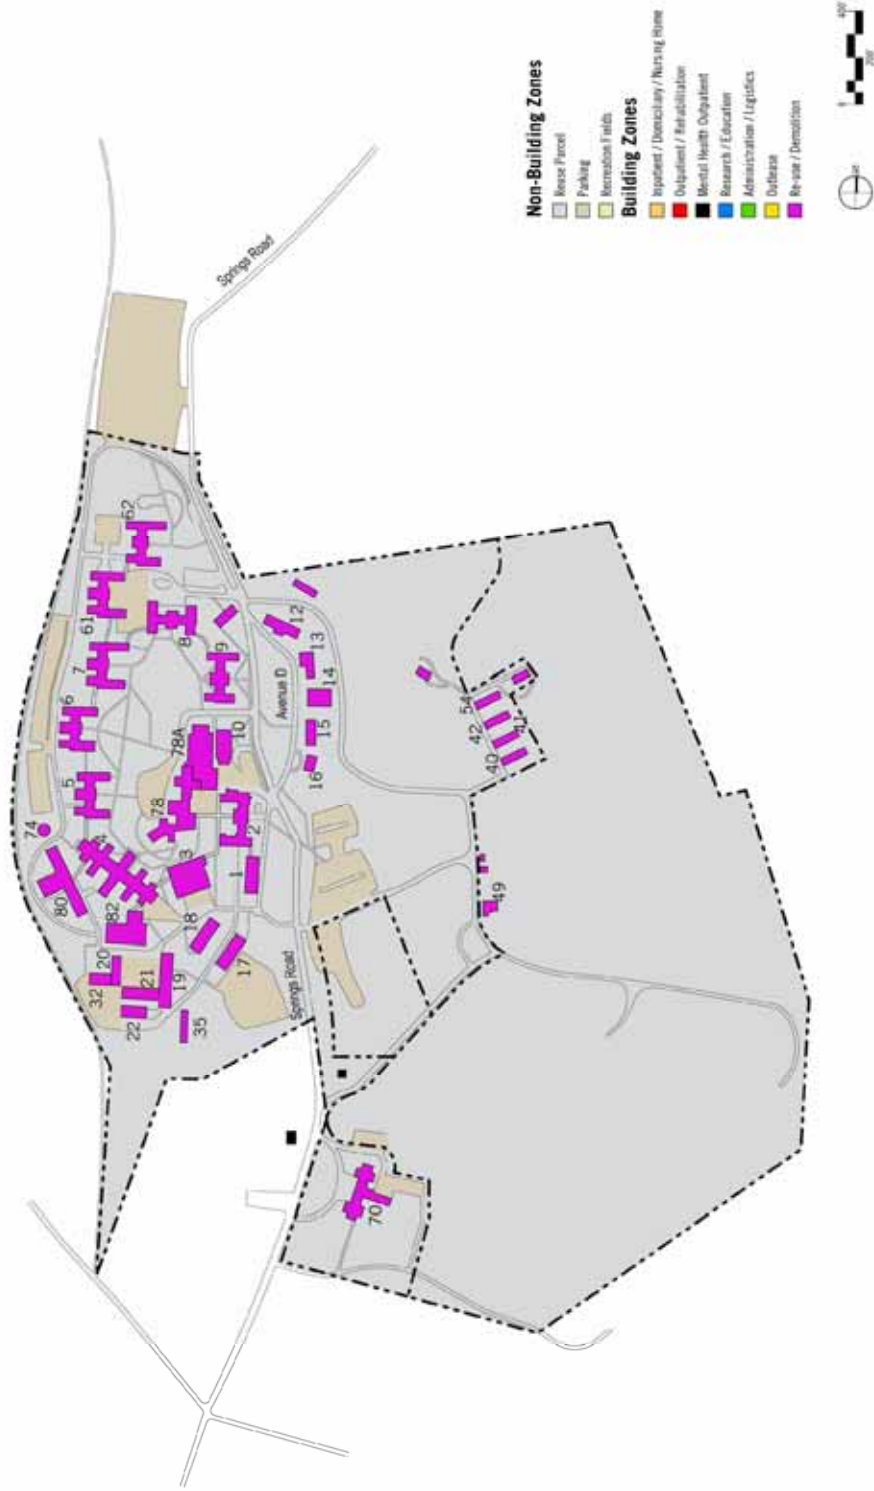 Non-Building Zones
Reuse Parcel
Parking
Recreation Fields
Building Zones
Inpatient / Domiciliary / Nursing Home
Outpatient / Rehabilitation
Mental Health Outpatient
Research / Education
Administration / Logistics
Outlease
Re-use / Demolition
0
200'
400'
Springs Road
Springs Road
Avenue D
52
61
7
6
5
74
4
80
82
20
32
21
22
19
35
18
17
3
1
2
78
78A
10
9
8
12
13
14
15
16
54
42
41
40
49
70